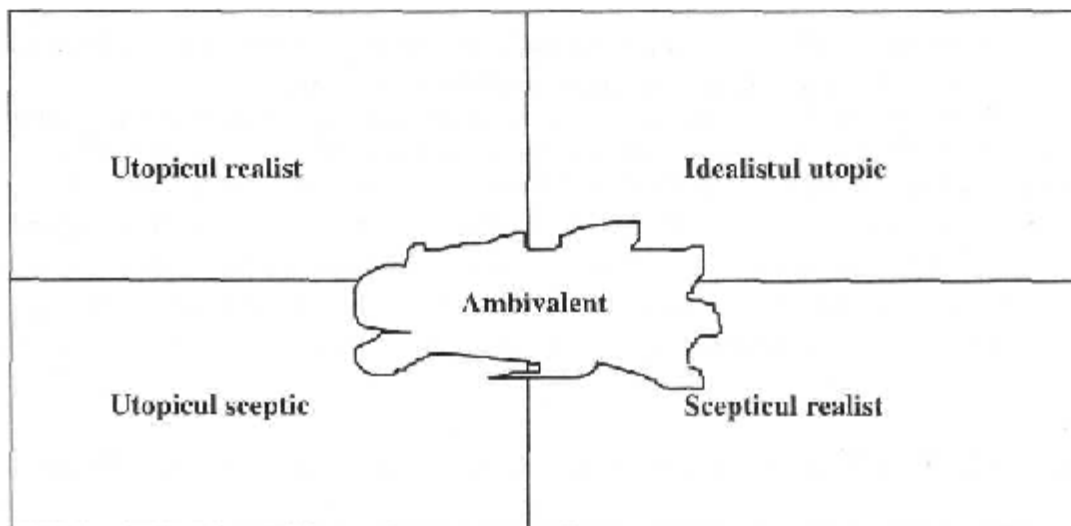 Utopicul realist
Idealistul utopic
Ambivalent
Utopicul sceptic
Scepticul realist